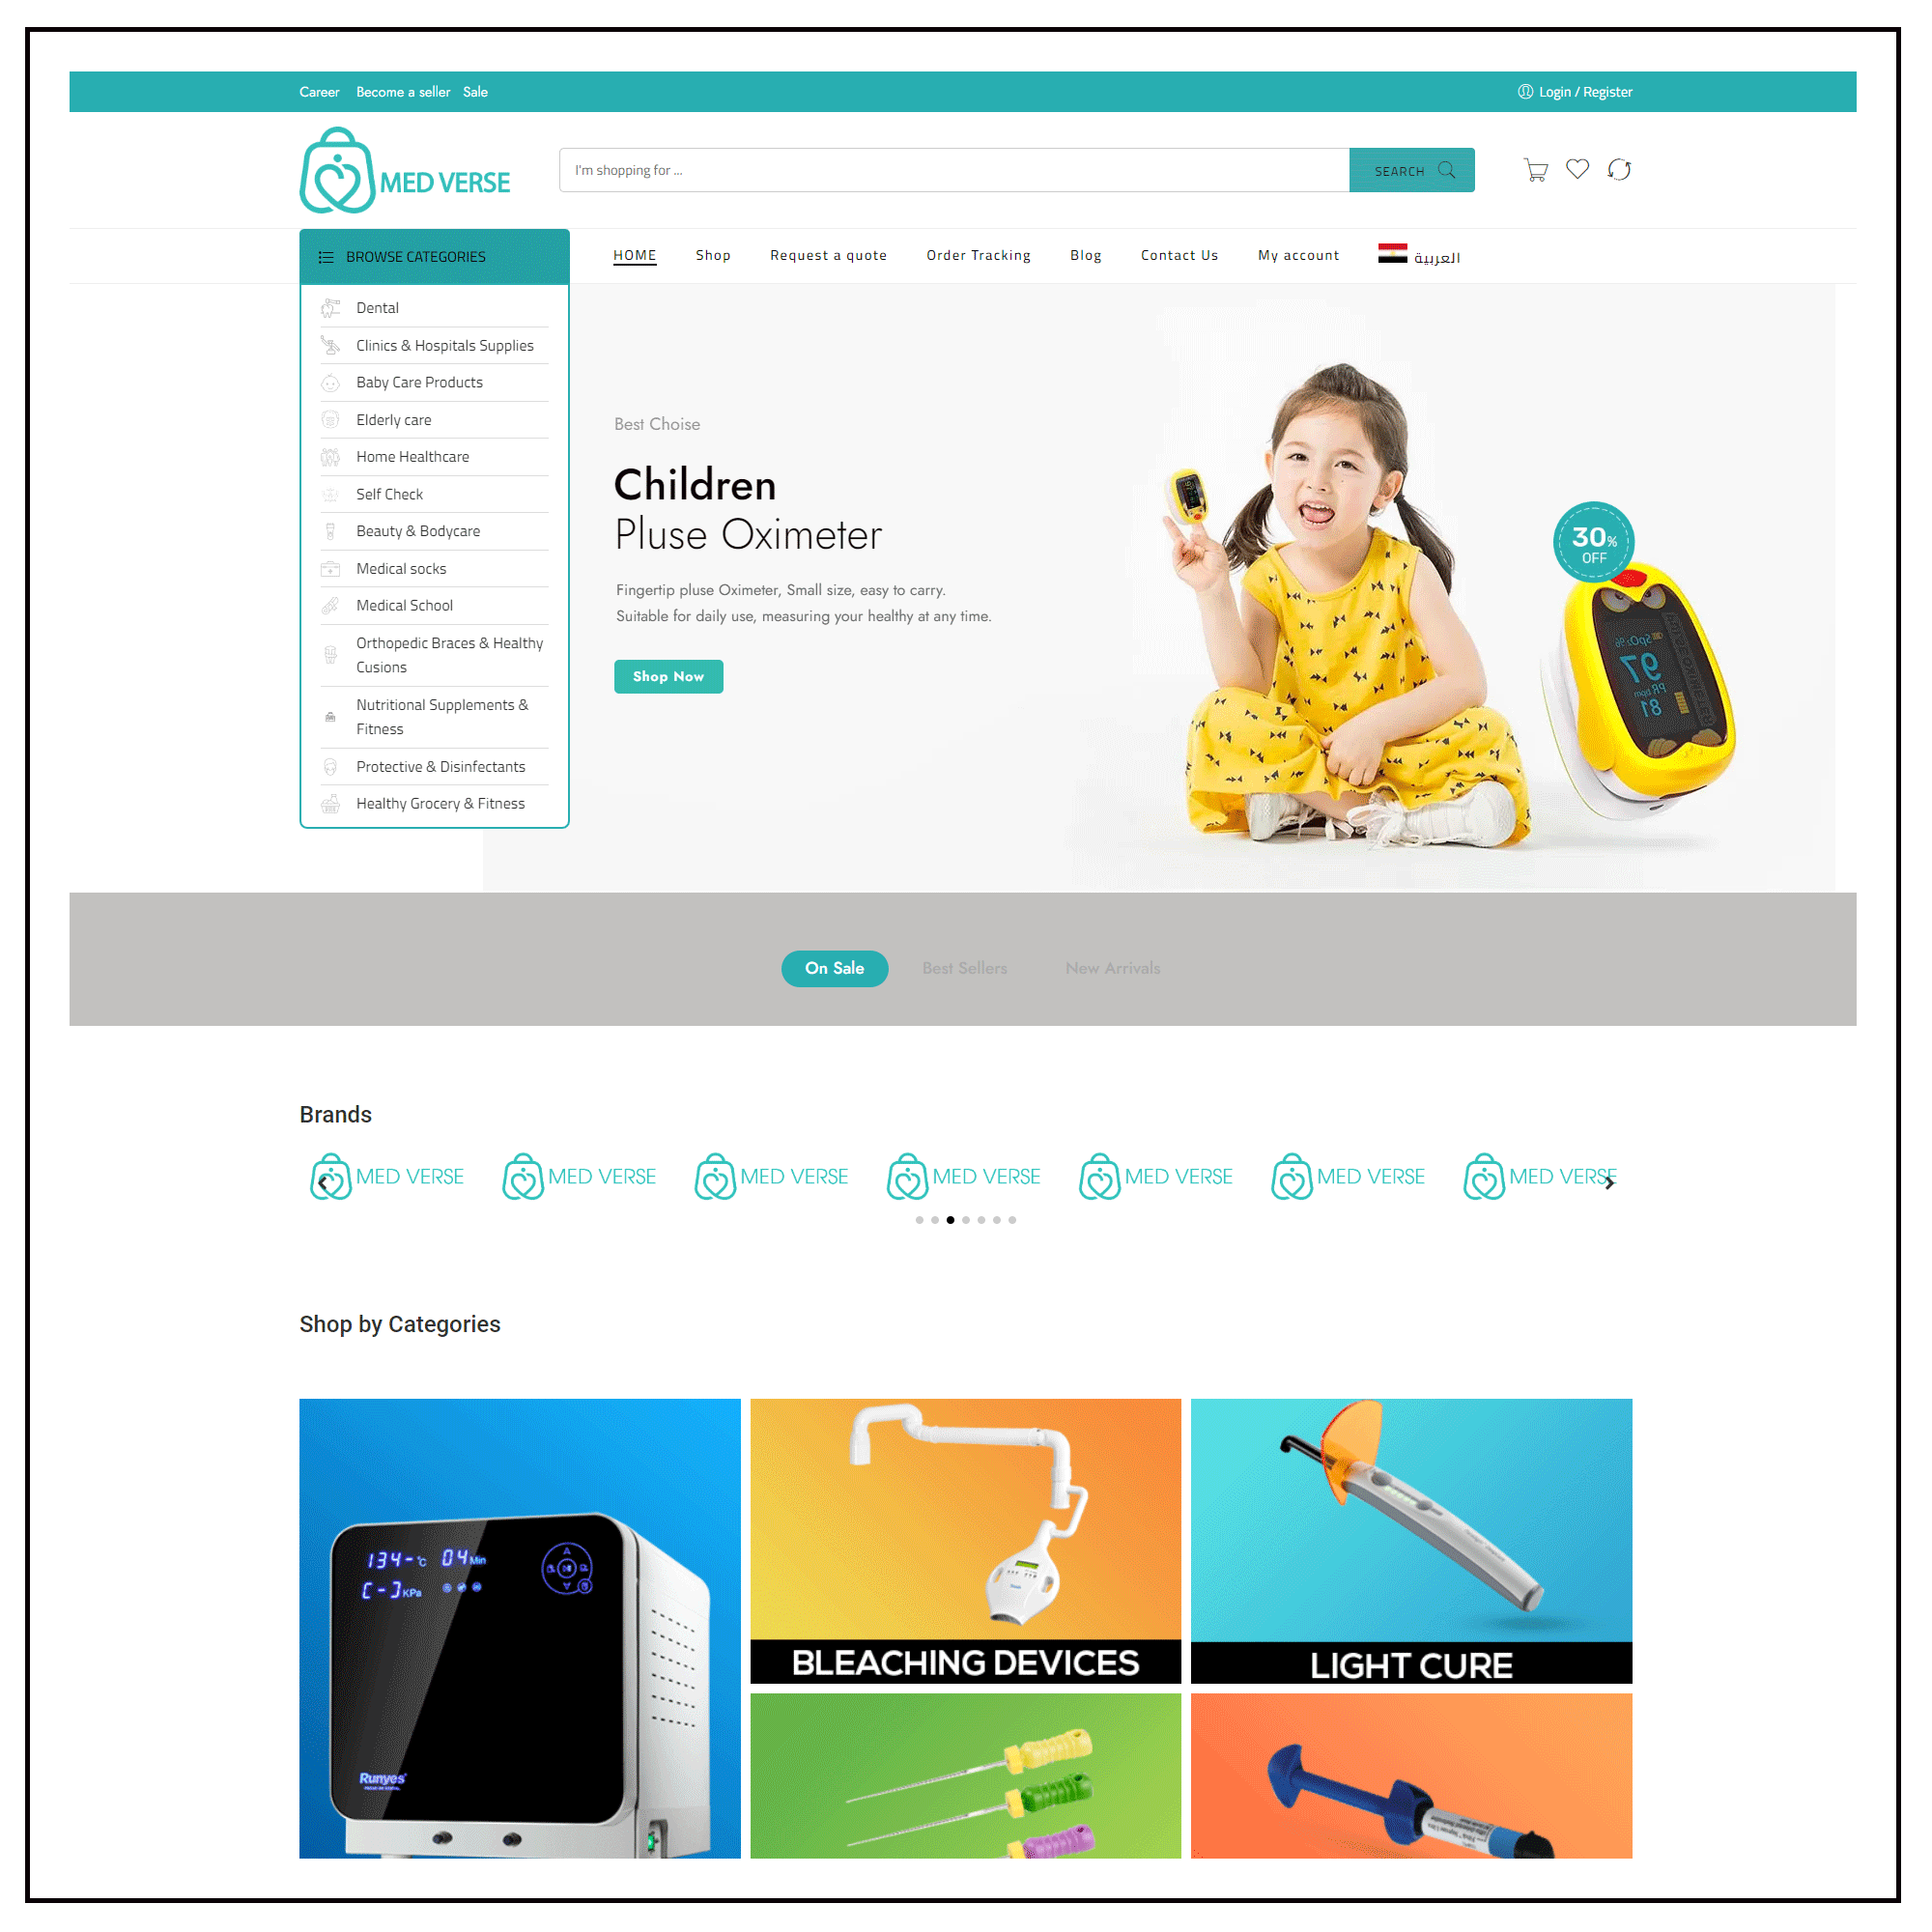 Career Become a seller Sale
Login / Register
MED VERSE
I'm shopping for ...
SEARCH
BROWSE CATEGORIES
HOME Shop Request a quote Order Tracking Blog Contact Us My account العربية
Dental
Clinics & Hospitals Supplies
Baby Care Products
Elderly care
Home Healthcare
Self Check
Beauty & Bodycare
Medical socks
Medical School
Orthopedic Braces & Healthy
Cusions
Nutritional Supplements &
Fitness
Protective & Disinfectants
Healthy Grocery & Fitness
Best Choise
Children
Pluse Oximeter
Fingertip pluse Oximeter, Small size, easy to carry.
Suitable for daily use, measuring your healthy at any time.
Shop Now
30%
OFF
SpO₂ 96
97
PR bpm
81
On Sale Best Sellers New Arrivals
Brands
MED VERSE MED VERSE MED VERSE MED VERSE MED VERSE MED VERSE MED VERSE
Shop by Categories
134-°C 04 Min
[-] KPa
Runyes
BLEACHING DEVICES
LIGHT CURE